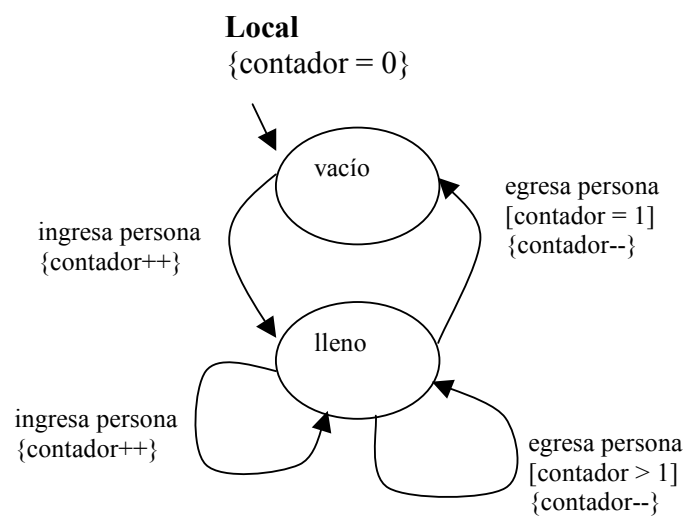 Local
{contador = 0}
vacío
egresa persona
[contador = 1]
{contador--}
ingresa persona
{contador++}
lleno
ingresa persona
{contador++}
egresa persona
[contador > 1]
{contador--}